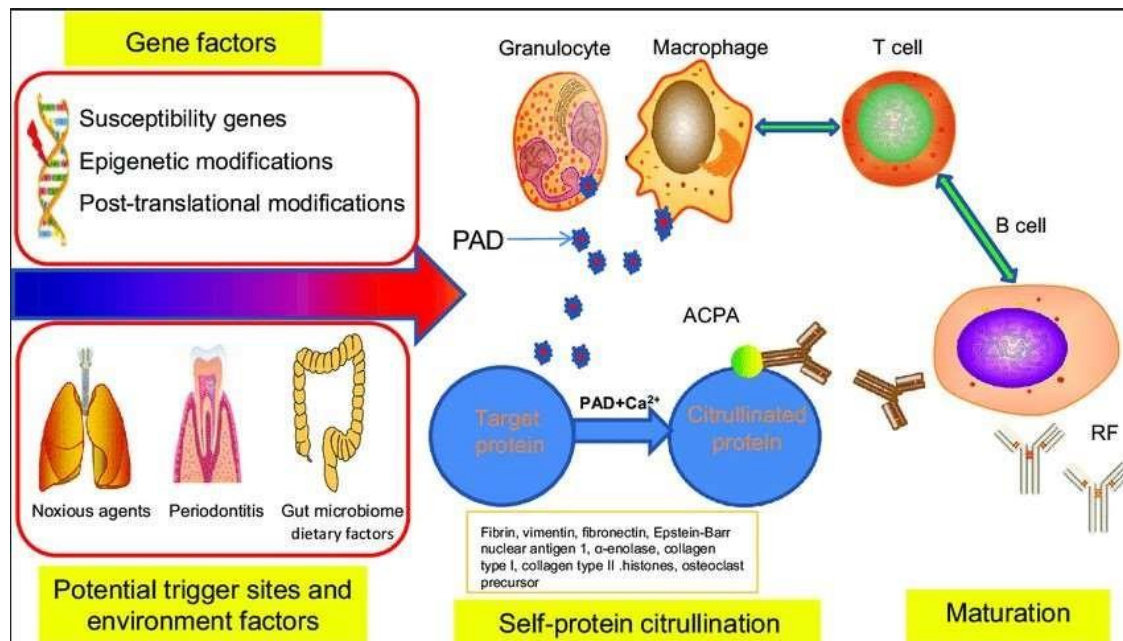 Gene factors
Susceptibility genes
Epigenetic modifications
Post-translational modifications
Noxious agents
Periodontitis
Gut microbiome
dietary factors
Potential trigger sites and
environment factors
Granulocyte
Macrophage
T cell
B cell
PAD
ACPA
Target
protein
PAD+Ca²⁺
Citrullinated
protein
RF
Fibrin, vimentin, fibronectin, Epstein-Barr
nuclear antigen 1, α-enolase, collagen
type I, collagen type II .histones, osteoclast
precursor
Self-protein citrullination
Maturation